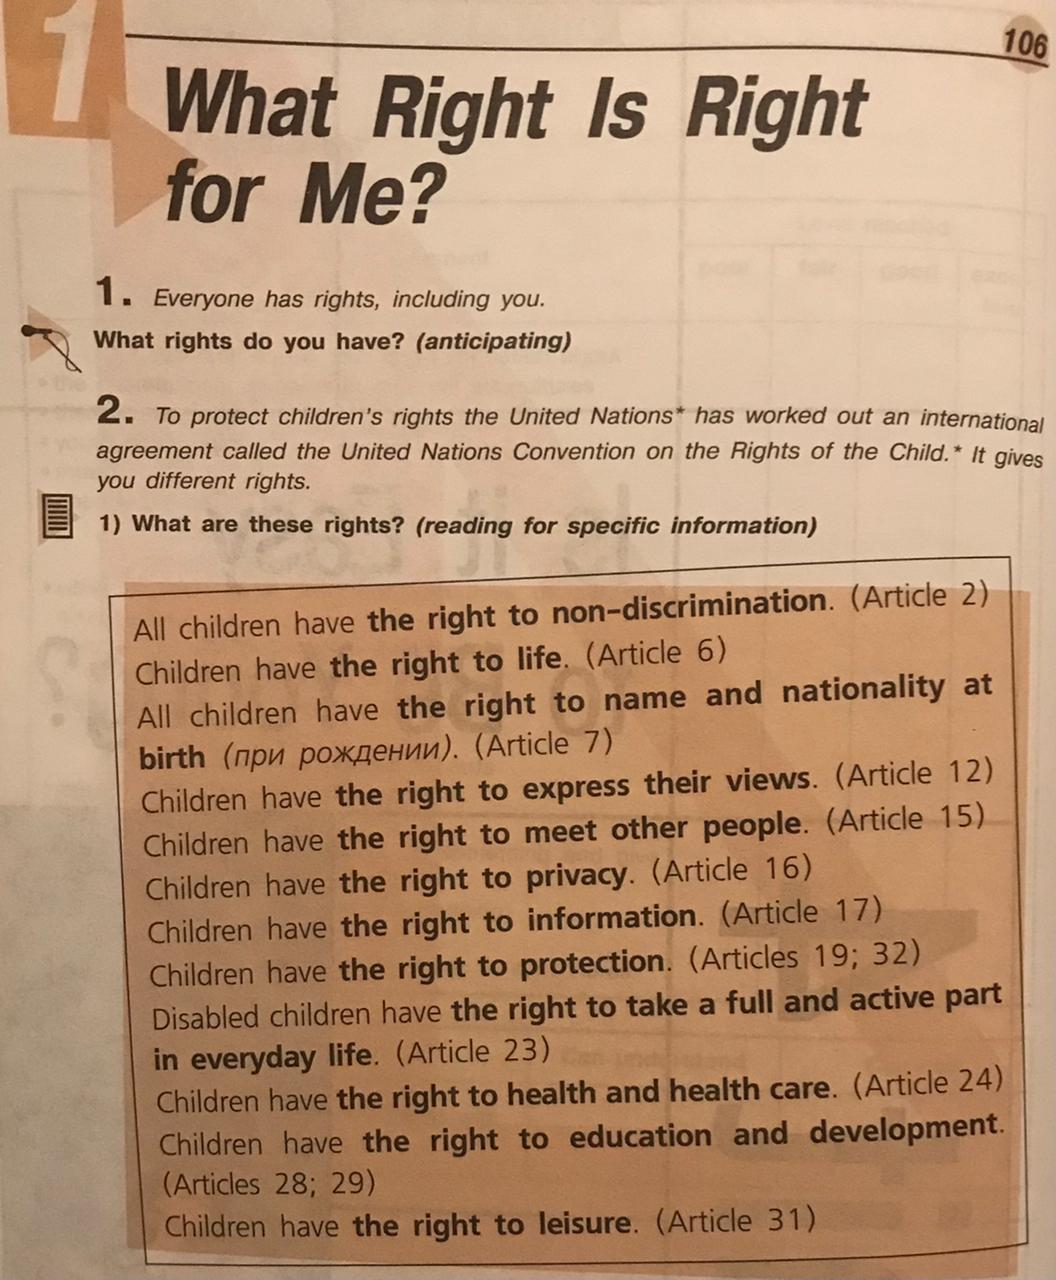 1
106
What Right Is Right
for Me?
1. Everyone has rights, including you.
What rights do you have? (anticipating)
2. To protect children's rights the United Nations* has worked out an international
agreement called the United Nations Convention on the Rights of the Child.* It gives
you different rights.
1) What are these rights? (reading for specific information)
All children have the right to non-discrimination. (Article 2)
Children have the right to life. (Article 6)
All children have the right to name and nationality at
birth (при рождении). (Article 7)
Children have the right to express their views. (Article 12)
Children have the right to meet other people. (Article 15)
Children have the right to privacy. (Article 16)
Children have the right to information. (Article 17)
Children have the right to protection. (Articles 19; 32)
Disabled children have the right to take a full and active part
in everyday life. (Article 23)
Children have the right to health and health care. (Article 24)
Children have the right to education and development.
(Articles 28; 29)
Children have the right to leisure. (Article 31)